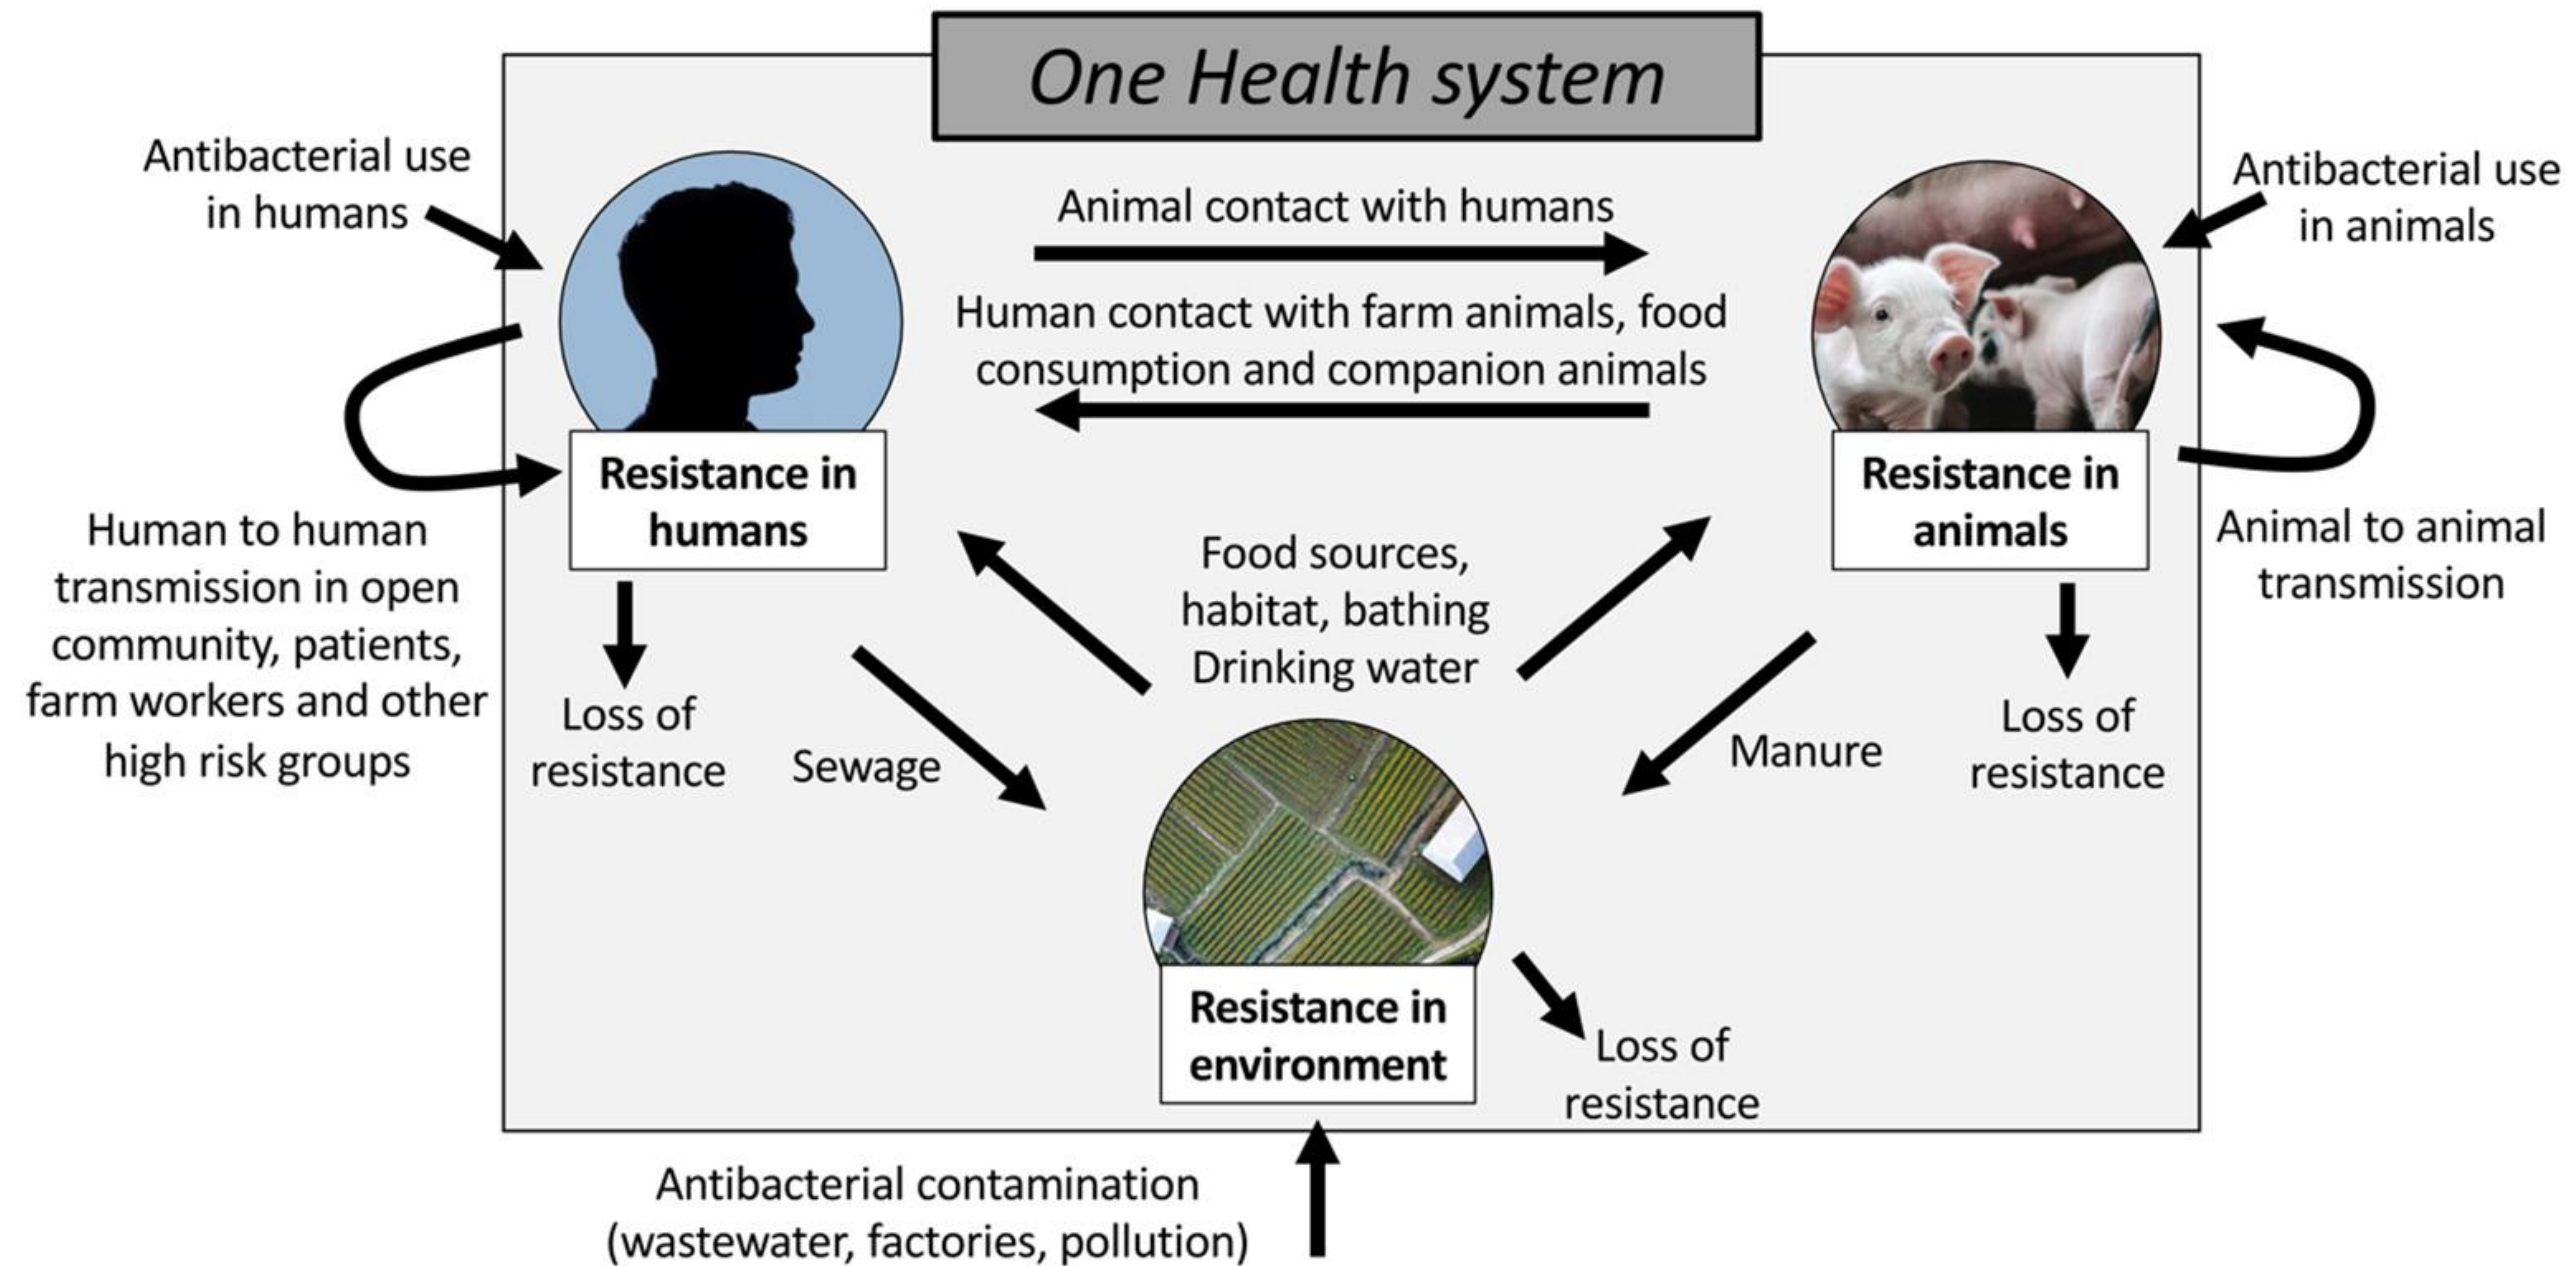 One Health system
Antibacterial use
in humans
Animal contact with humans
Antibacterial use
in animals
Human contact with farm animals, food
consumption and companion animals
Resistance in
humans
Resistance in
animals
Human to human
transmission in open
community, patients,
farm workers and other
high risk groups
Food sources,
habitat, bathing
Drinking water
Animal to animal
transmission
Loss of
resistance
Sewage
Manure
Loss of
resistance
Resistance in
environment
Loss of
resistance
Antibacterial contamination
(wastewater, factories, pollution)